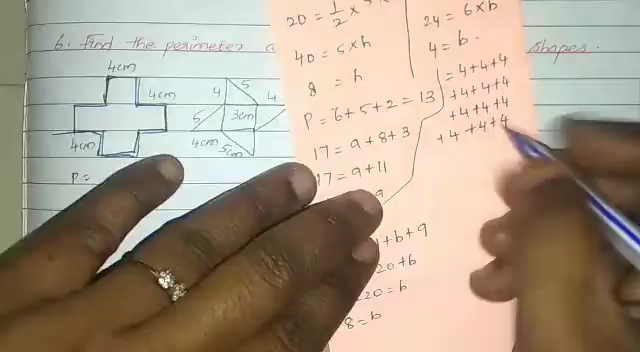 6. Find the perimeter
shapes.
4cm
4cm
4cm
P=
4
5
4
5
3cm
4cm
5cm
20 = 1/2 ×
40 = 5 × h
8 = h
P = 6+5+2 = 13
17 = a + 8 + 3
17 = a + 11
a
+ b + 9
20 + b
20 = b
8 = b
24 = 6 × b
4 = b.
= 4+4+4
+4+4+4
+4+4+4
+4+4+4